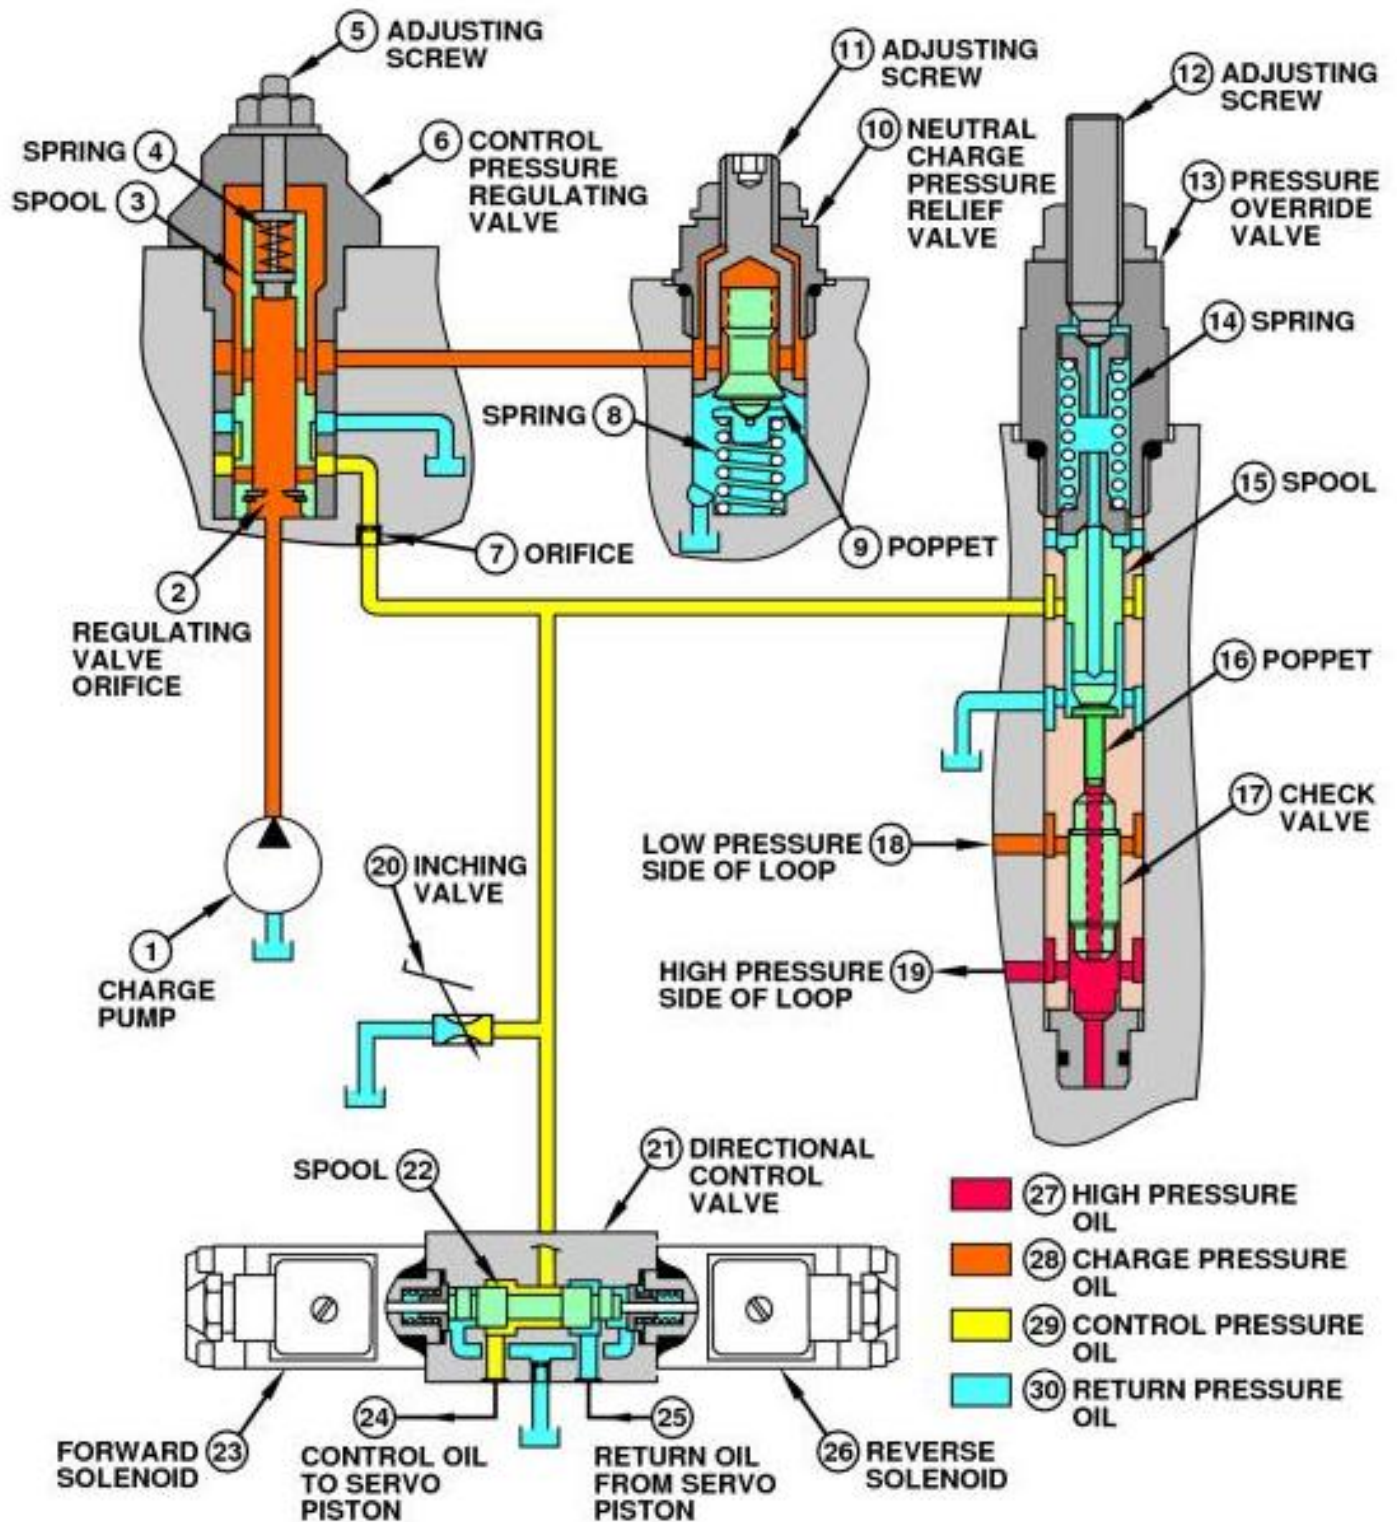 5 ADJUSTING
SCREW
11 ADJUSTING
SCREW
12 ADJUSTING
SCREW
SPRING 4
6 CONTROL
PRESSURE
REGULATING
VALVE
10 NEUTRAL
CHARGE
PRESSURE
RELIEF
VALVE
SPOOL 3
13 PRESSURE
OVERRIDE
VALVE
14 SPRING
SPRING 8
15 SPOOL
7 ORIFICE
9 POPPET
2
REGULATING
VALVE
ORIFICE
16 POPPET
17 CHECK
VALVE
LOW PRESSURE 18
SIDE OF LOOP
20 INCHING
VALVE
1
CHARGE
PUMP
HIGH PRESSURE 19
SIDE OF LOOP
SPOOL 22
21 DIRECTIONAL
CONTROL
VALVE
27 HIGH PRESSURE
OIL
28 CHARGE PRESSURE
OIL
29 CONTROL PRESSURE
OIL
30 RETURN PRESSURE
OIL
FORWARD 23
SOLENOID
24
CONTROL OIL
TO SERVO
PISTON
25
RETURN OIL
FROM SERVO
PISTON
26 REVERSE
SOLENOID